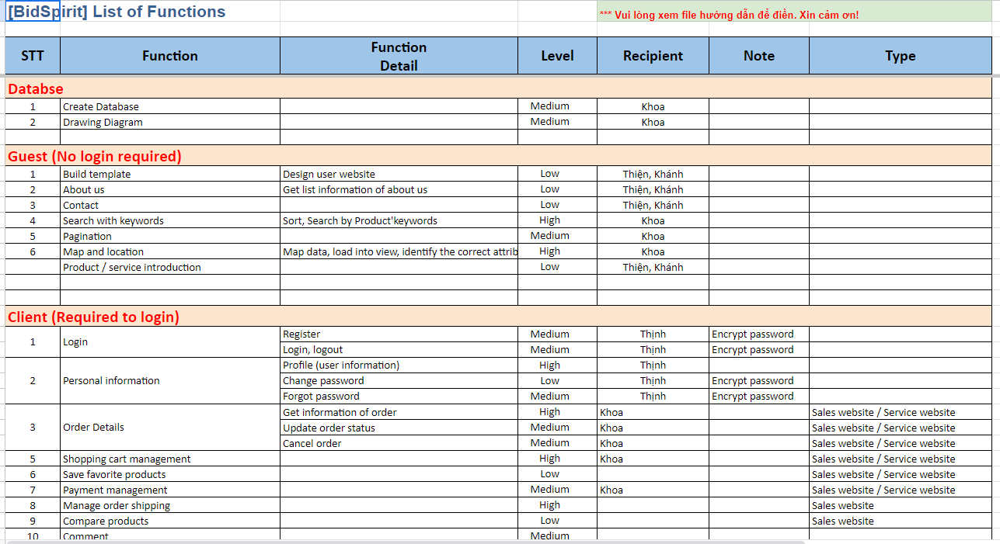 [BidSpirit] List of Functions
*** Vui lòng xem file hướng dẫn để điền. Xin cảm ơn!
STT Function Function Detail Level Recipient Note Type
Databse
1 Create Database Medium Khoa
2 Drawing Diagram Medium Khoa
Guest (No login required)
1 Build template Design user website Low Thiện, Khánh
2 About us Get list information of about us Low Thiện, Khánh
3 Contact Low Thiện, Khánh
4 Search with keywords Sort, Search by Product'keywords High Khoa
5 Pagination Medium Khoa
6 Map and location Map data, load into view, identify the correct attrib High Khoa
Product / service introduction Low Thiện, Khánh
Client (Required to login)
1 Login Register Medium Thịnh Encrypt password
Login, logout Medium Thịnh Encrypt password
2 Personal information Profile (user information) High Thịnh
Change password Low Thịnh Encrypt password
Forgot password Medium Thịnh Encrypt password
3 Order Details Get information of order High Khoa Sales website / Service website
Update order status Medium Khoa Sales website / Service website
Cancel order Medium Khoa Sales website / Service website
5 Shopping cart management High Khoa Sales website / Service website
6 Save favorite products Low Sales website / Service website
7 Payment management Medium Khoa Sales website / Service website
8 Manage order shipping High Sales website
9 Compare products Low Sales website
10 Comment Medium